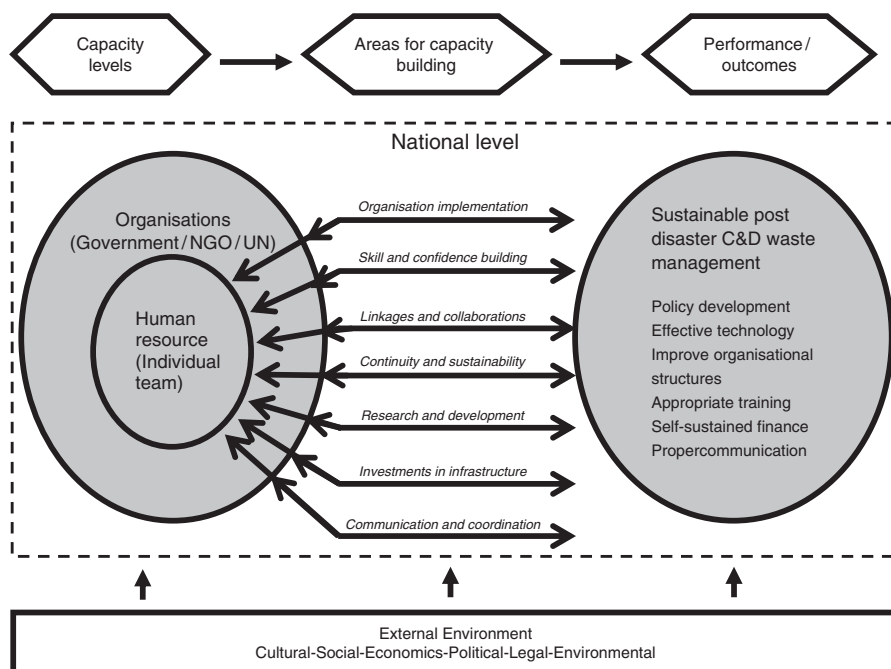 Capacity
levels
Areas for capacity
building
Performance/
outcomes
National level
Organisations
(Government/NGO/UN)
Human
resource
(Individual
team)
Organisation implementation
Skill and confidence building
Linkages and collaborations
Continuity and sustainability
Research and development
Investments in infrastructure
Communication and coordination
Sustainable post
disaster C&D waste
management
Policy development
Effective technology
Improve organisational
structures
Appropriate training
Self-sustained finance
Propercommunication
External Environment
Cultural-Social-Economics-Political-Legal-Environmental